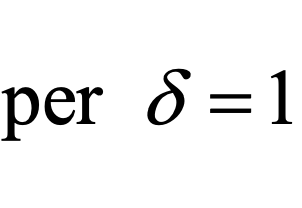 per δ = 1